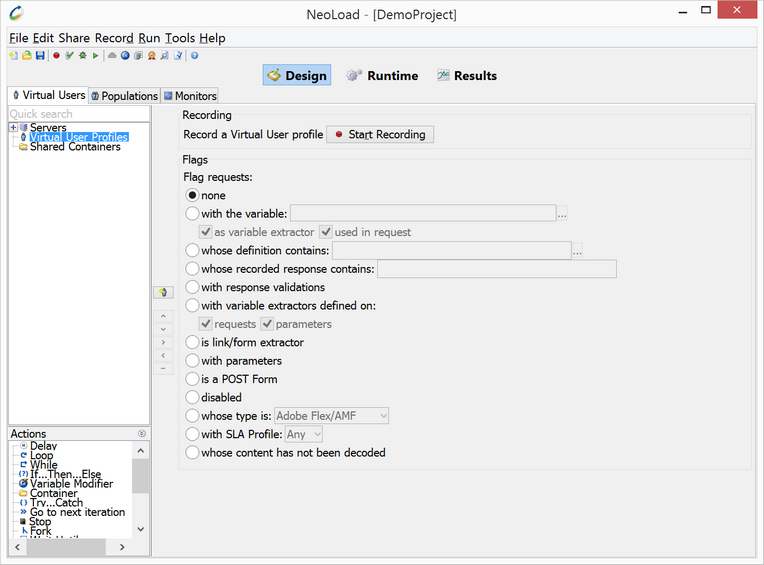 NeoLoad - [DemoProject]
File Edit Share Record Run Tools Help
Design Runtime Results
Virtual Users Populations Monitors
Quick search
Servers
Virtual User Profiles
Shared Containers
Recording
Record a Virtual User profile Start Recording
Flags
Flag requests:
none
with the variable: ...
as variable extractor used in request
whose definition contains: ...
whose recorded response contains:
with response validations
with variable extractors defined on:
requests parameters
is link/form extractor
with parameters
is a POST Form
disabled
whose type is: Adobe Flex/AMF
with SLA Profile: Any
whose content has not been decoded
Actions
Delay
Loop
While
If...Then...Else
Variable Modifier
Container
Try...Catch
Go to next iteration
Stop
Fork
Wait Until